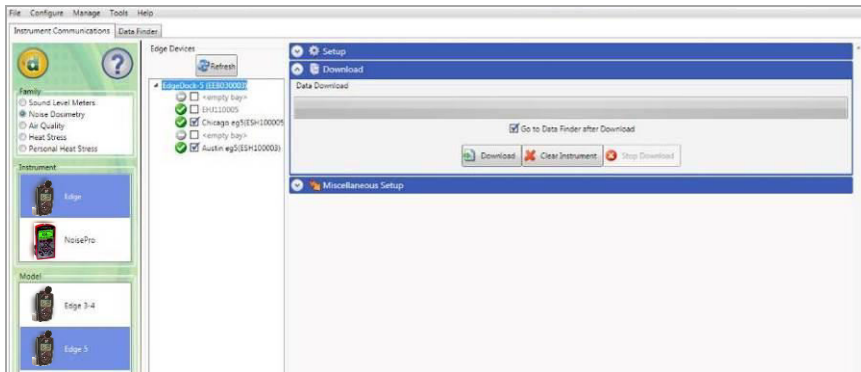 File Configure Manage Tools Help
Instrument Communications Data Finder
d
?
Family
Sound Level Meters
Noise Dosimetry
Air Quality
Heat Stress
Personal Heat Stress
Instrument
Edge
NoisePro
Model
Edge 3-4
Edge 5
Edge Devices
Refresh
EdgeDock-5 (EEB030003)
<empty bay>
EHJ110005
Chicago eg5(ESH100005
<empty bay>
Austin eg5(ESH100003)
Setup
Download
Data Download
Go to Data Finder after Download
Download Clear Instrument Stop Download
Miscellaneous Setup